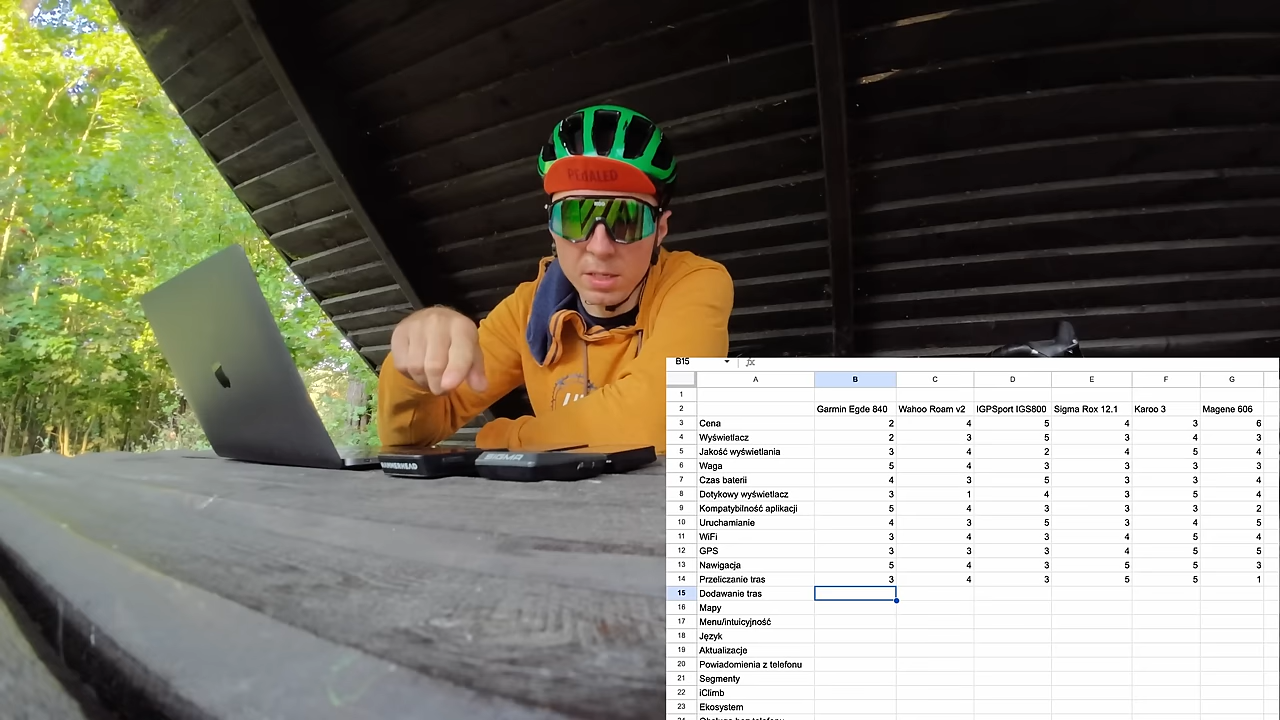 PEdALED
HAMMERHEAD
SIGMA
B15 fx
A B C D E F G
1
2 Garmin Egde 840 Wahoo Roam v2 IGPSport IGS800 Sigma Rox 12.1 Karoo 3 Magene 606
3 Cena 2 4 5 4 3 6
4 Wyświetlacz 2 3 5 3 4 3
5 Jakość wyświetlania 3 4 2 4 5 4
6 Waga 5 4 3 3 3 3
7 Czas baterii 4 3 5 3 3 4
8 Dotykowy wyświetlacz 3 1 4 3 5 4
9 Kompatybilność aplikacji 5 4 3 3 3 2
10 Uruchamianie 4 3 5 3 4 5
11 WiFi 3 4 3 4 5 4
12 GPS 3 3 3 4 5 5
13 Nawigacja 5 4 3 5 5 3
14 Przeliczanie tras 3 4 3 5 5 1
15 Dodawanie tras
16 Mapy
17 Menu/intuicyjność
18 Język
19 Aktualizacje
20 Powiadomienia z telefonu
21 Segmenty
22 iClimb
23 Ekosystem